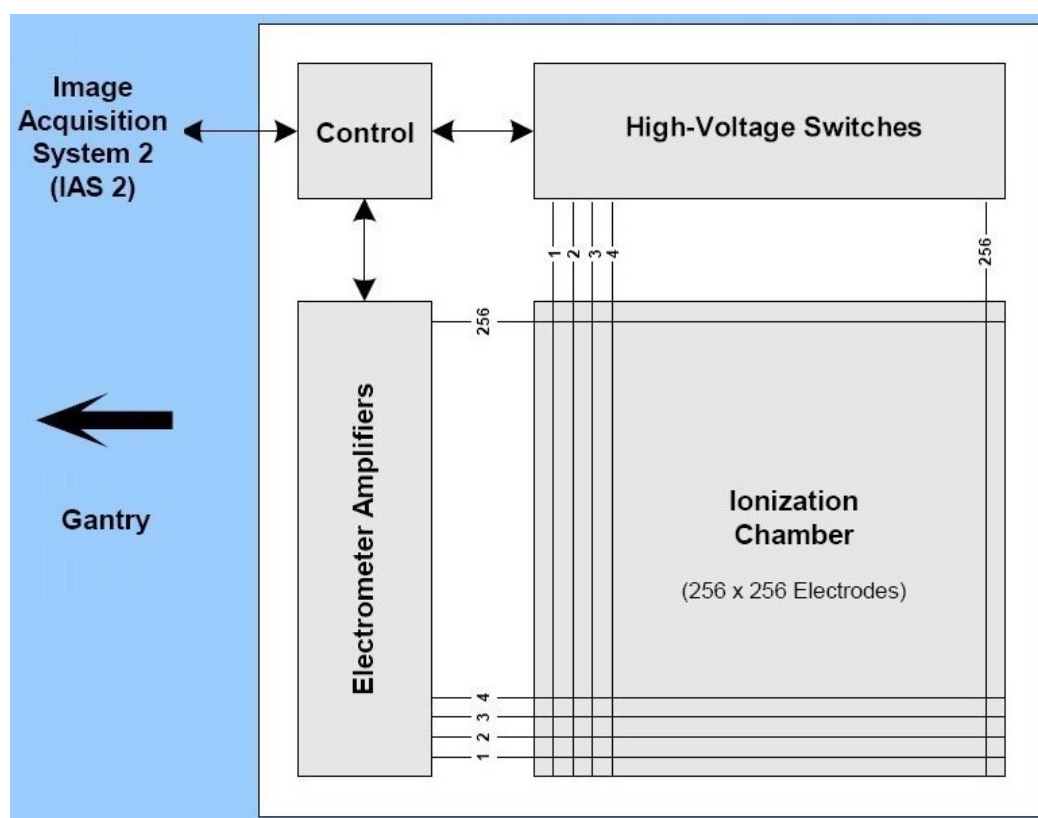 Image
Acquisition
System 2
(IAS 2)
Control
High-Voltage Switches
1
2
3
4
256
256
Electrometer Amplifiers
Ionization
Chamber
(256 x 256 Electrodes)
Gantry
4
3
2
1